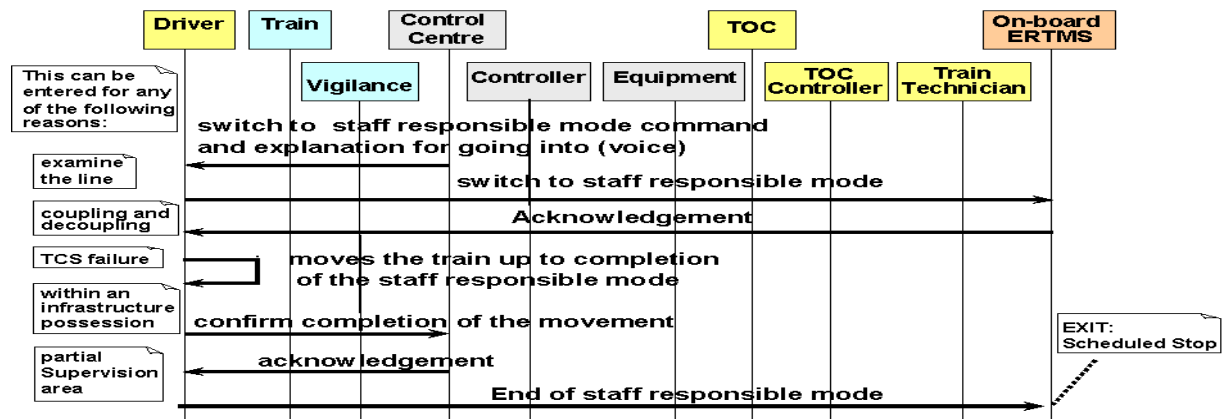 Driver
Train
Control
Centre
TOC
On-board
ERTMS
Vigilance
Controller
Equipment
TOC
Controller
Train
Technician
This can be
entered for any
of the following
reasons:
switch to staff responsible mode command
and explanation for going into (voice)
examine
the line
switch to staff responsible mode
coupling and
decoupling
Acknowledgement
TCS failure
moves the train up to completion
of the staff responsible mode
within an
infrastructure
possession
confirm completion of the movement
EXIT:
Scheduled Stop
partial
Supervision
area
acknowledgement
End of staff responsible mode